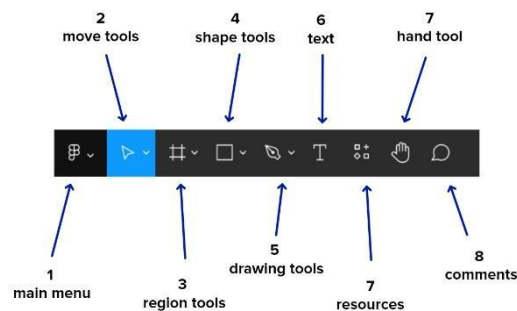 2
move tools
4
shape tools
6
text
7
hand tool
T
1
main menu
3
region tools
5
drawing tools
7
resources
8
comments